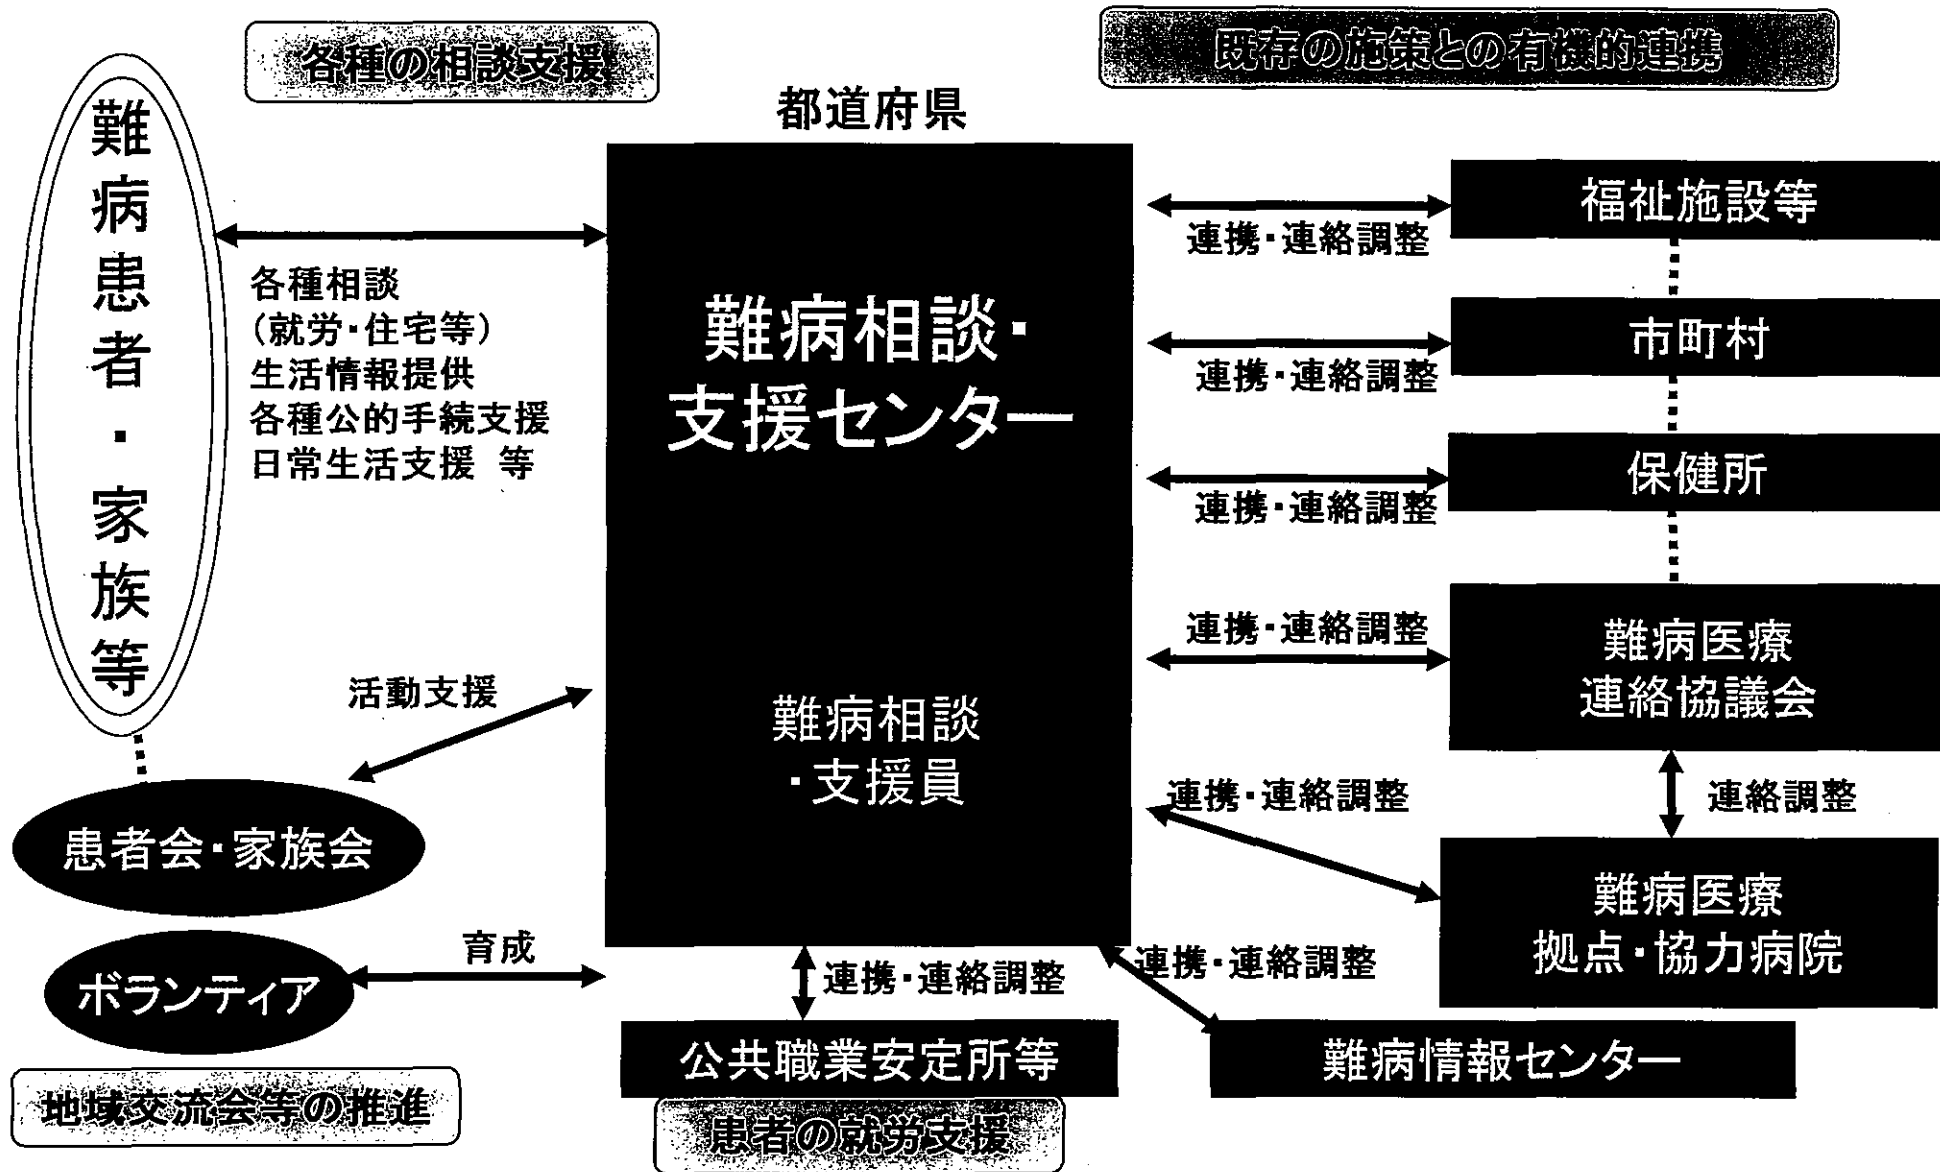 各種の相談支援
既存の施策との有機的連携
都道府県
難病患者・家族等
各種相談
(就労・住宅等)
生活情報提供
各種公的手続支援
日常生活支援 等
難病相談・
支援センター
難病相談
・支援員
連携・連絡調整
福祉施設等
連携・連絡調整
市町村
連携・連絡調整
保健所
連携・連絡調整
難病医療
連絡協議会
連絡調整
連携・連絡調整
難病医療
拠点・協力病院
活動支援
患者会・家族会
育成
ボランティア
連携・連絡調整
連携・連絡調整
公共職業安定所等
難病情報センター
地域交流会等の推進
患者の就労支援